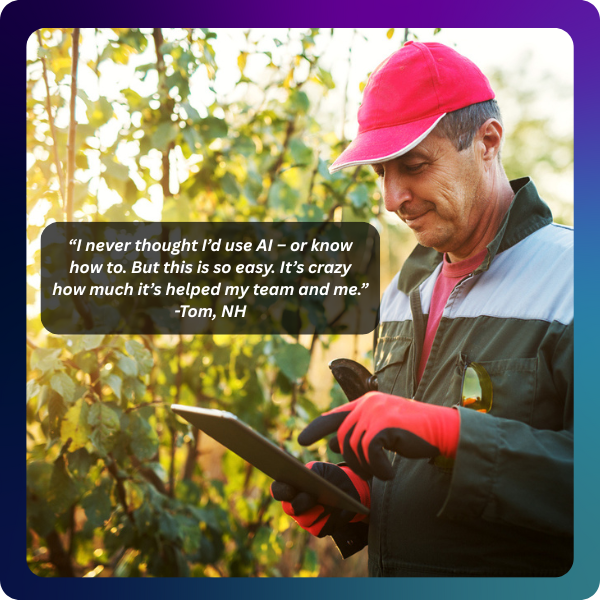 “I never thought I’d use AI – or know
how to. But this is so easy. It’s crazy
how much it’s helped my team and me.”
-Tom, NH